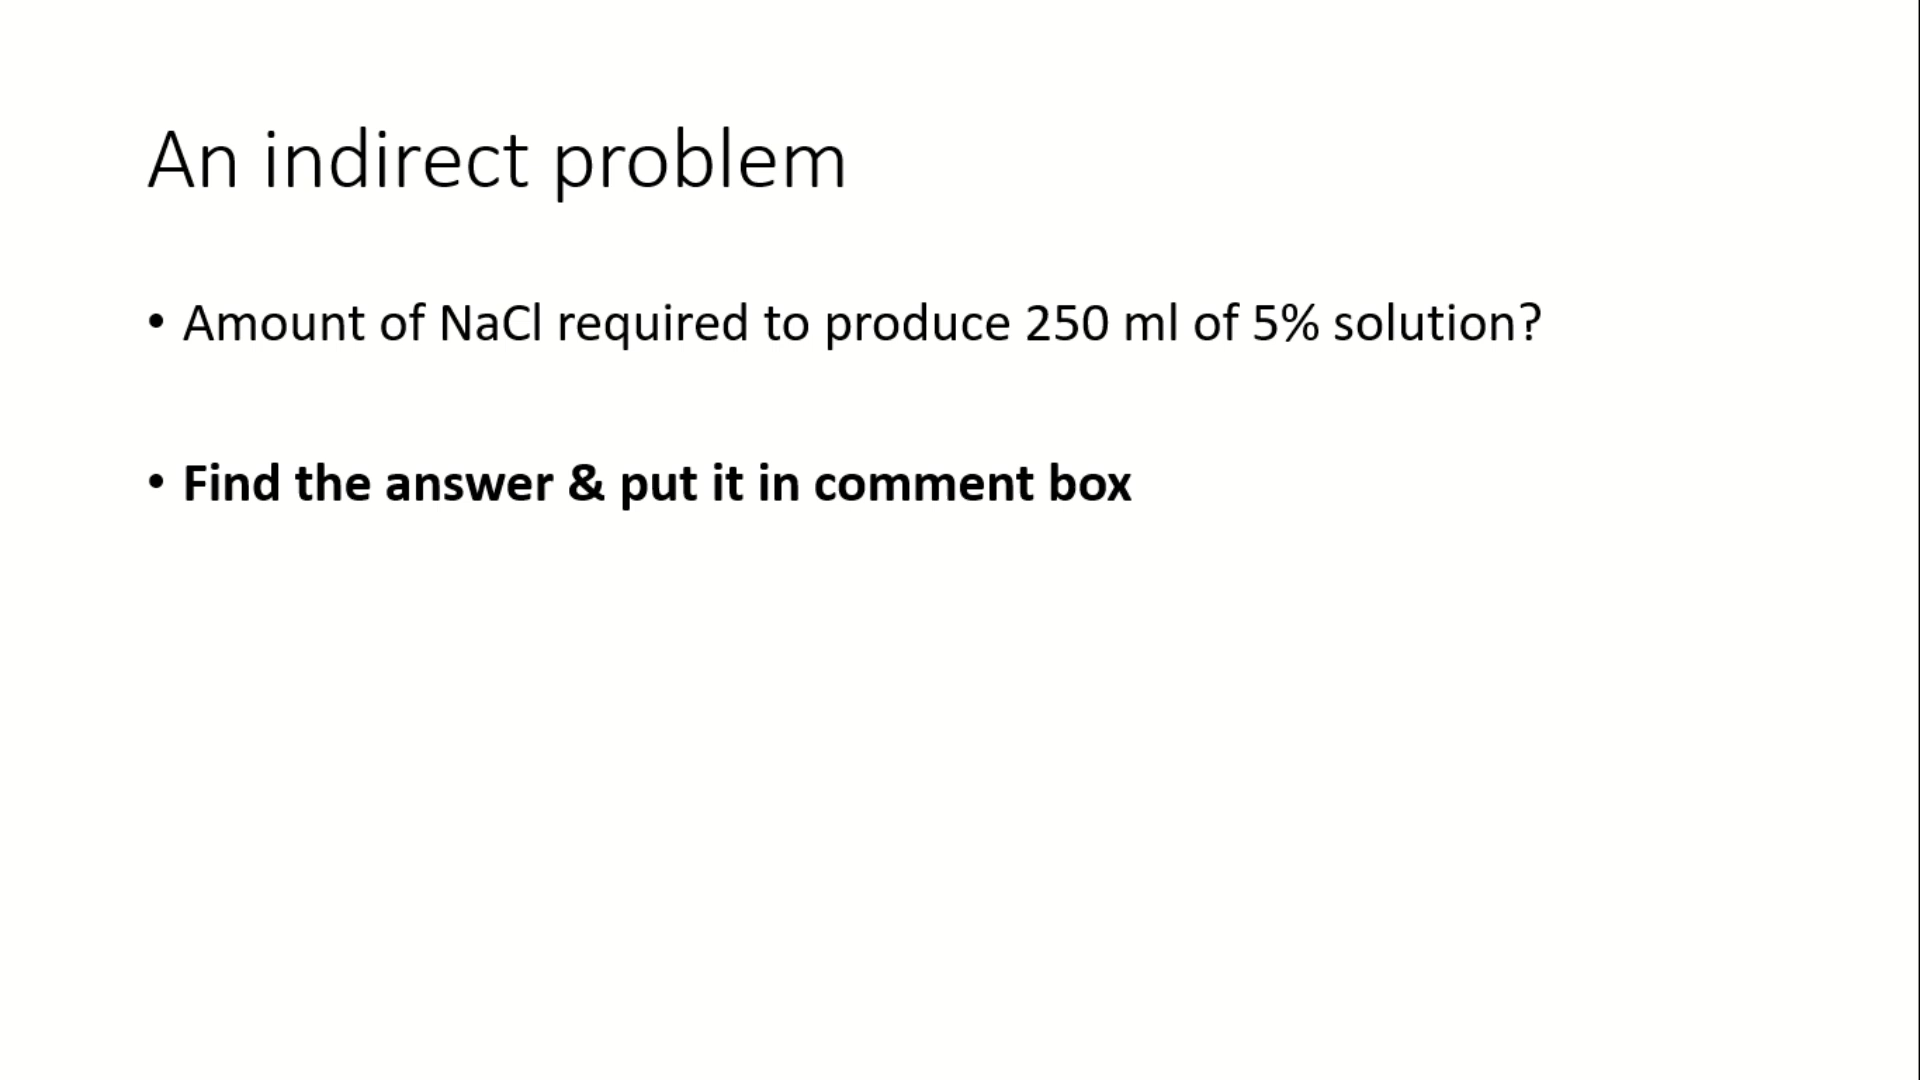 An indirect problem
• Amount of NaCl required to produce 250 ml of 5% solution?
• Find the answer & put it in comment box